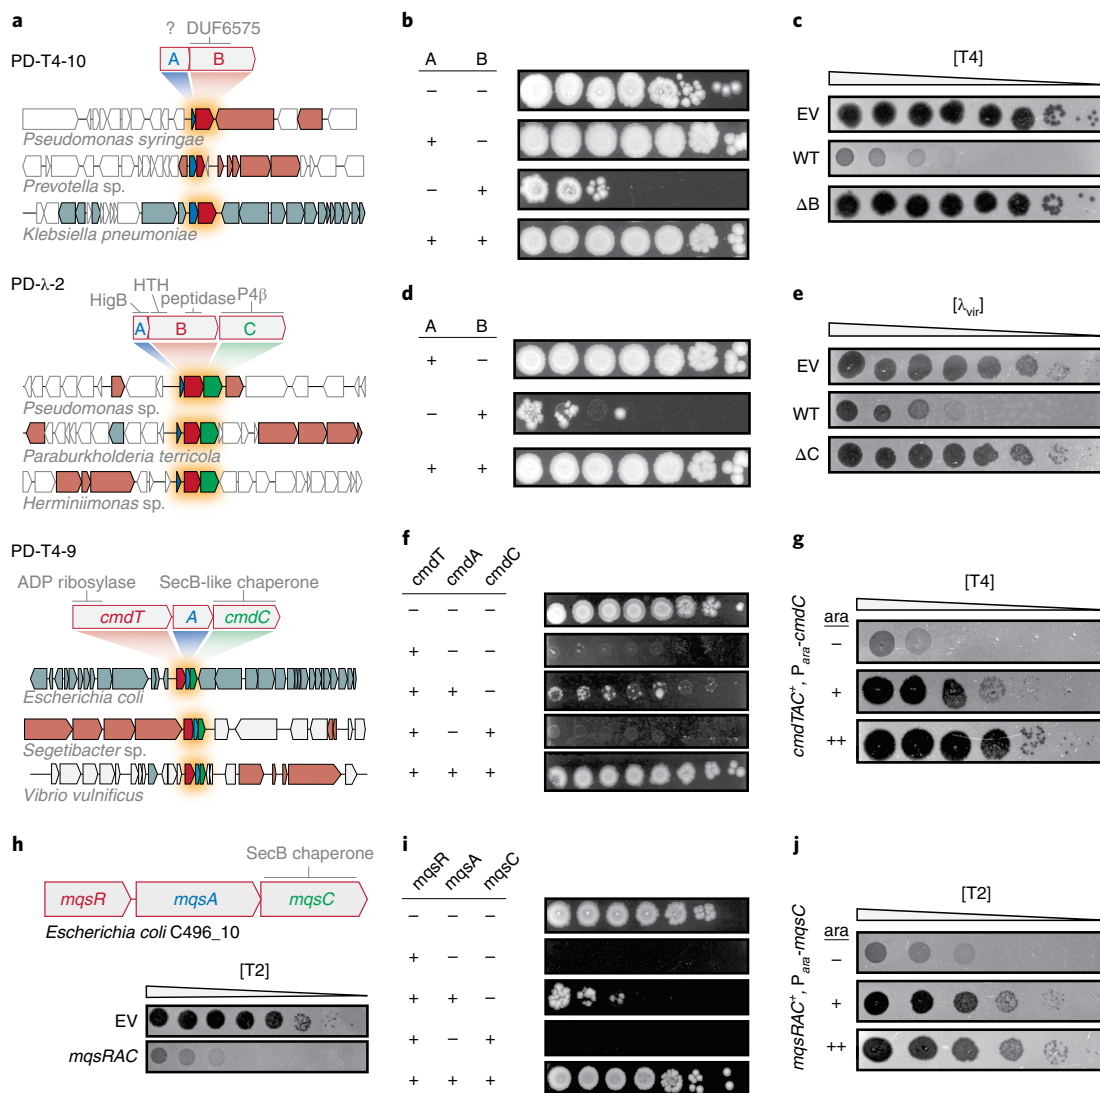 a
? DUF6575
PD-T4-10
A B
Pseudomonas syringae
Prevotella sp.
Klebsiella pneumoniae
PD-λ-2
HTH
HigB peptidase P4β
A B C
Pseudomonas sp.
Paraburkholderia terricola
Herminiimonas sp.
PD-T4-9
ADP ribosylase SecB-like chaperone
cmdT A cmdC
Escherichia coli
Segetibacter sp.
Vibrio vulnificus
b
A B
– –
+ –
– +
+ +
c
[T4]
EV
WT
ΔB
d
A B
+ –
– +
+ +
e
[λvir]
EV
WT
ΔC
f
cmdT cmdA cmdC
– – –
+ – –
+ + –
+ – +
+ + +
g
[T4]
ara
–
+
++
cmdTAC+, Para-cmdC
h
SecB chaperone
mqsR mqsA mqsC
Escherichia coli C496_10
[T2]
EV
mqsRAC
i
mqsR mqsA mqsC
– – –
+ – –
+ + –
+ – +
+ + +
j
[T2]
ara
–
+
++
mqsRAC+, Para-mqsC